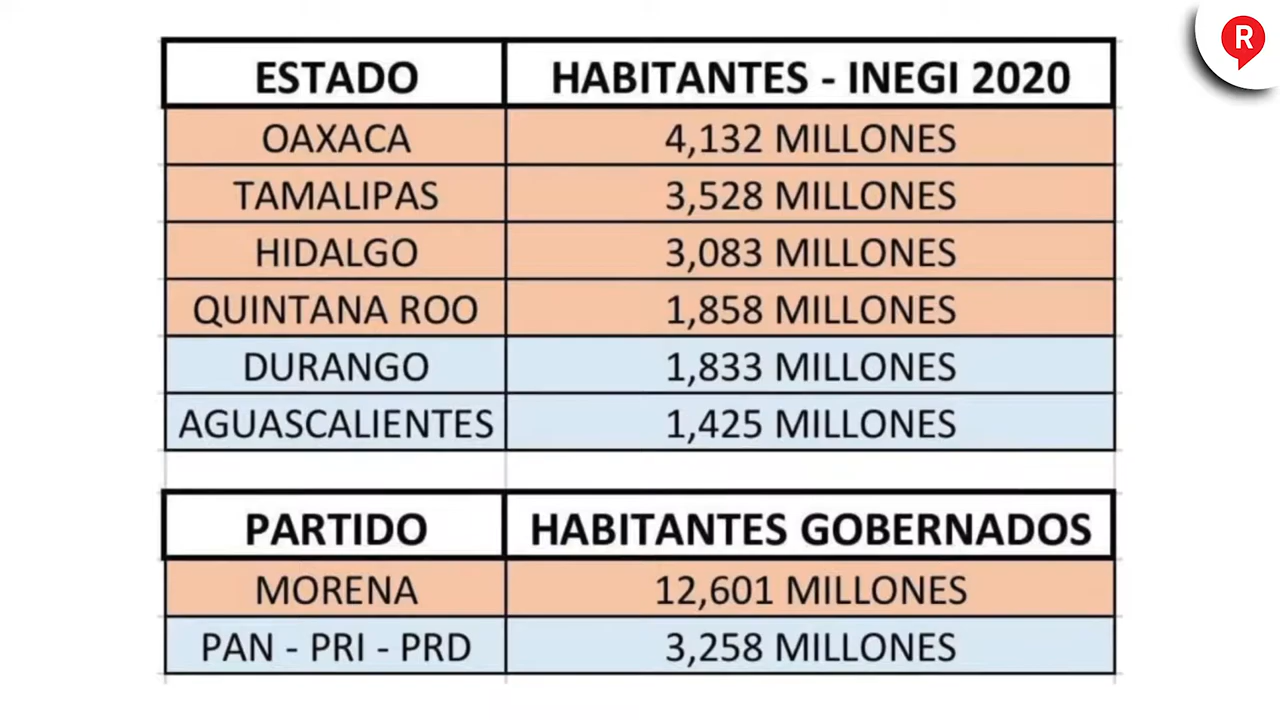 R
ESTADO HABITANTES - INEGI 2020
OAXACA 4,132 MILLONES
TAMALIPAS 3,528 MILLONES
HIDALGO 3,083 MILLONES
QUINTANA ROO 1,858 MILLONES
DURANGO 1,833 MILLONES
AGUASCALIENTES 1,425 MILLONES
PARTIDO HABITANTES GOBERNADOS
MORENA 12,601 MILLONES
PAN - PRI - PRD 3,258 MILLONES